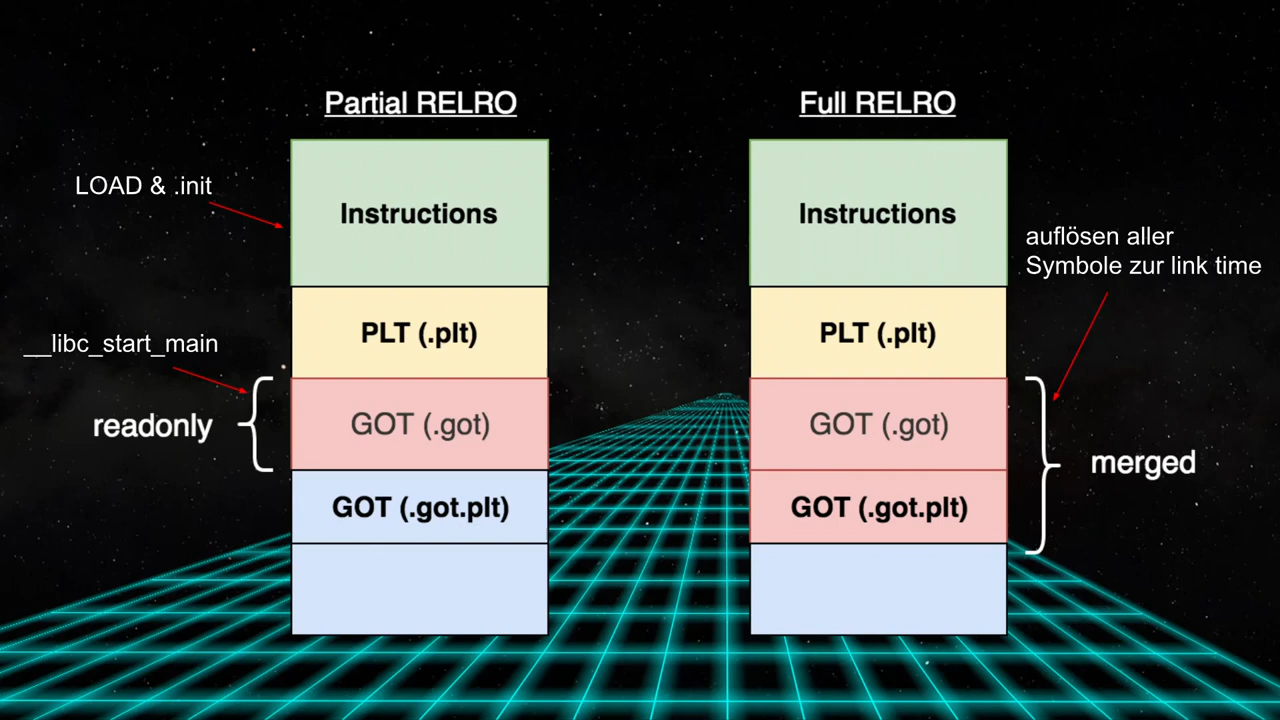 Partial RELRO
Full RELRO
LOAD & .init
Instructions
Instructions
auflösen aller
Symbole zur link time
PLT (.plt)
PLT (.plt)
__libc_start_main
readonly
GOT (.got)
GOT (.got)
merged
GOT (.got.plt)
GOT (.got.plt)